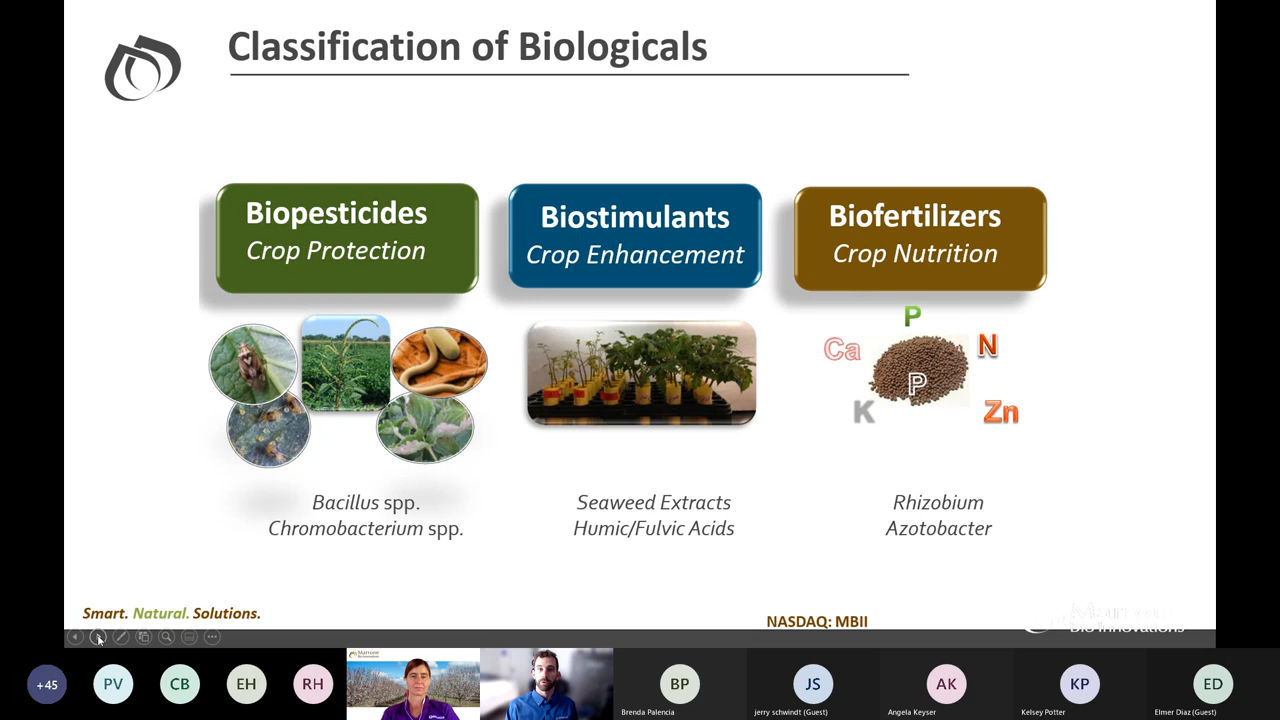 Classification of Biologicals
Biopesticides
Crop Protection
Biostimulants
Crop Enhancement
Biofertilizers
Crop Nutrition
P
Ca
N
P
K
Zn
Bacillus spp.
Chromobacterium spp.
Seaweed Extracts
Humic/Fulvic Acids
Rhizobium
Azotobacter
Smart. Natural. Solutions.
NASDAQ: MBII
Marrone
Bio Innovations
+45
PV
CB
EH
RH
BP
JS
AK
KP
ED
Brenda Palencia
jerry schwindt (Guest)
Angela Keyser
Kelsey Potter
Elmer Diaz (Guest)